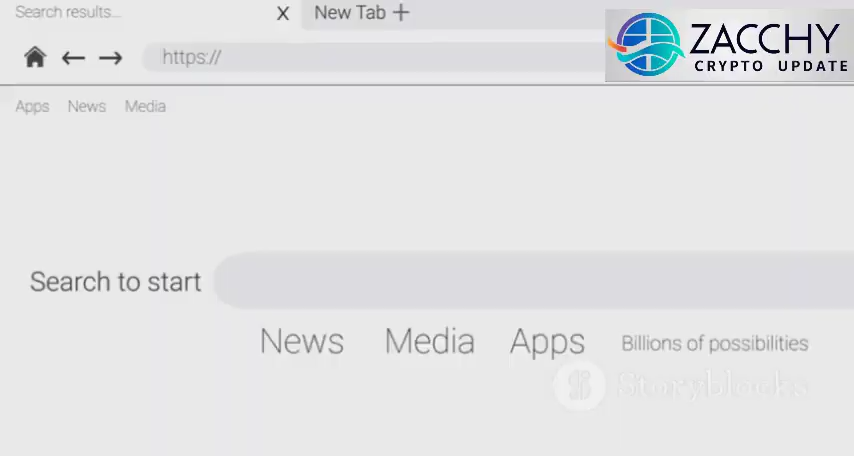 Search results... X New Tab +
ZACCHY
CRYPTO UPDATE
https://
Apps News Media
Search to start
News Media Apps Billions of possibilities
Storyblocks